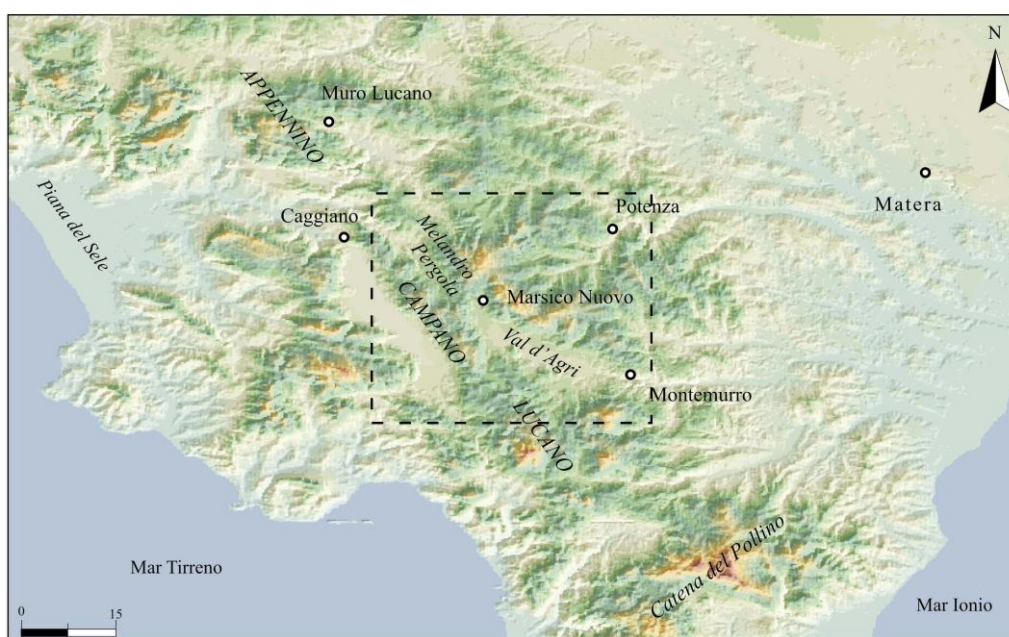 N
APPENNINO
Muro Lucano
Matera
Piana del Sele
Caggiano
Melandro
Pergola
Potenza
CAMPANO
Marsico Nuovo
Val d'Agri
Montemurro
LUCANO
Catena del Pollino
Mar Tirreno
Mar Ionio
0 15